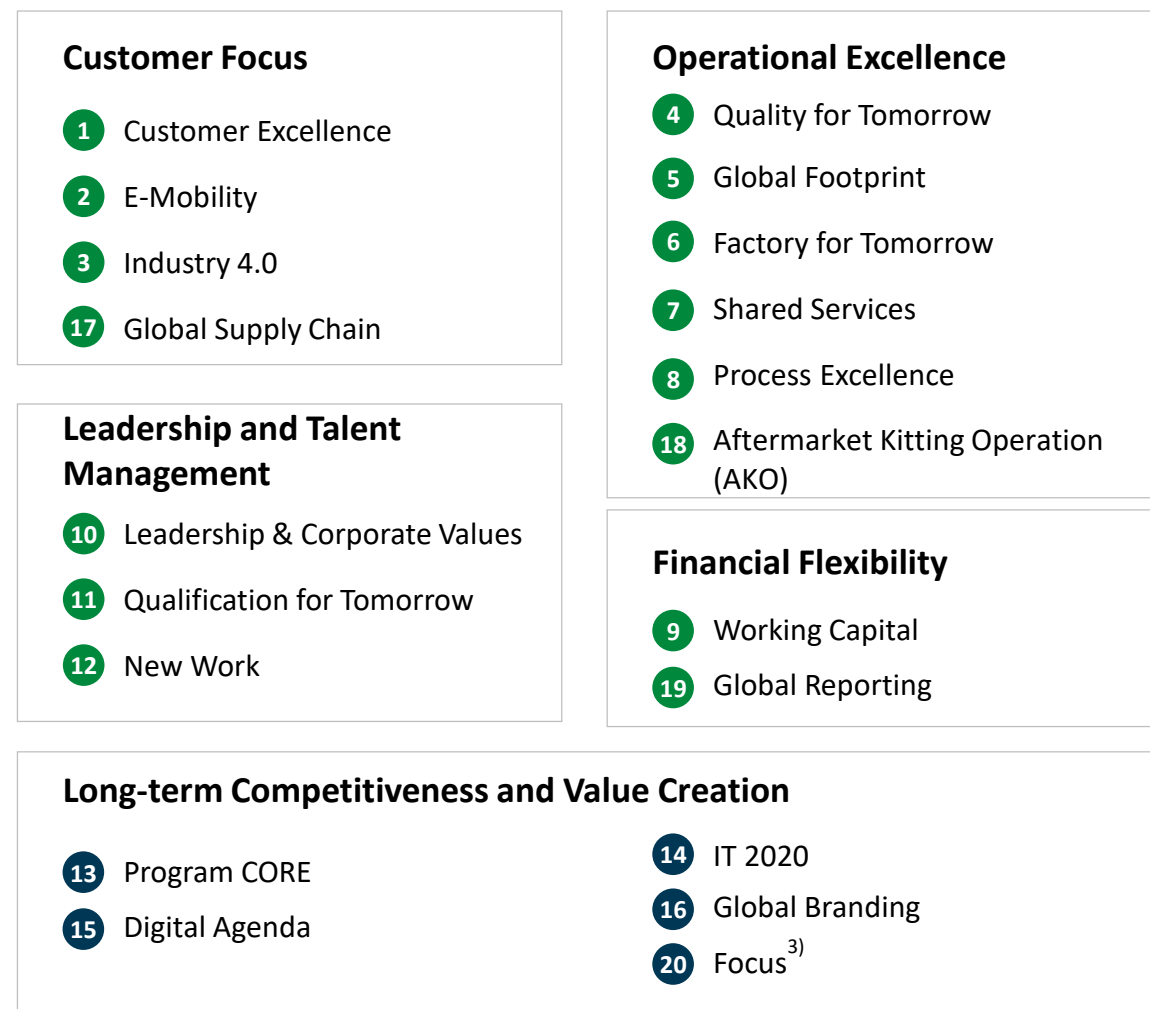 Customer Focus
1 Customer Excellence
2 E-Mobility
3 Industry 4.0
17 Global Supply Chain
Operational Excellence
4 Quality for Tomorrow
5 Global Footprint
6 Factory for Tomorrow
7 Shared Services
8 Process Excellence
18 Aftermarket Kitting Operation
(AKO)
Leadership and Talent
Management
10 Leadership & Corporate Values
11 Qualification for Tomorrow
12 New Work
Financial Flexibility
9 Working Capital
19 Global Reporting
Long-term Competitiveness and Value Creation
13 Program CORE
15 Digital Agenda
14 IT 2020
16 Global Branding
20 Focus3)